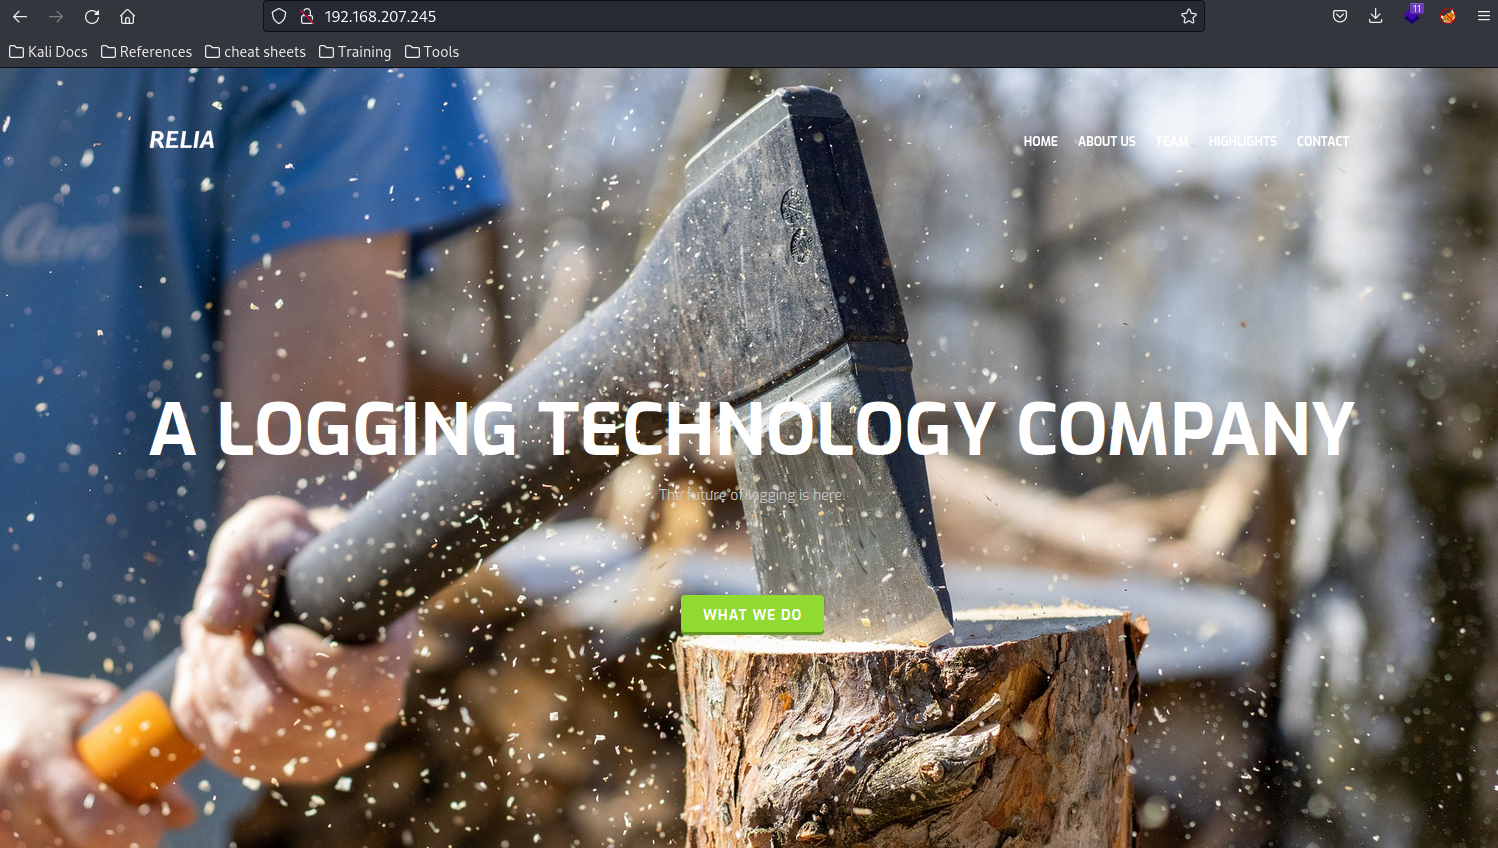 192.168.207.245
11
Kali Docs References cheat sheets Training Tools
RELIA
HOME ABOUT US TEAM HIGHLIGHTS CONTACT
A LOGGING TECHNOLOGY COMPANY
The future of logging is here.
WHAT WE DO